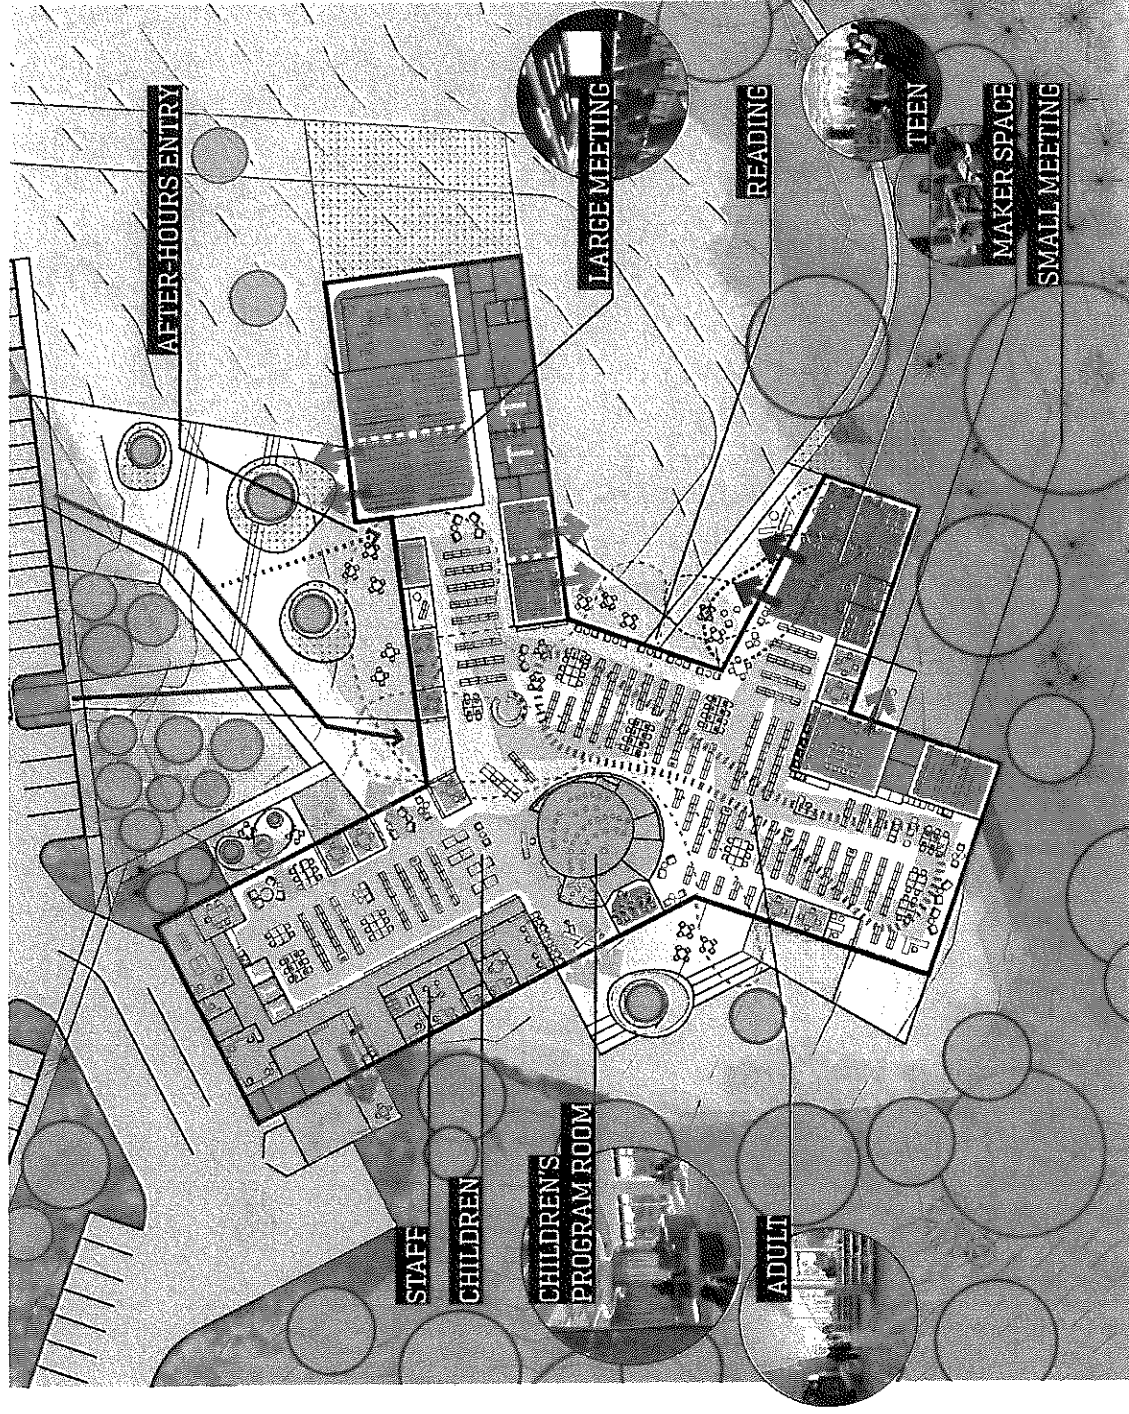 AFTER-HOURS ENTRY
LARGE MEETING
READING
TEEN
MAKER SPACE
SMALL MEETING
STAFF
CHILDREN
CHILDREN'S
PROGRAM ROOM
ADULT